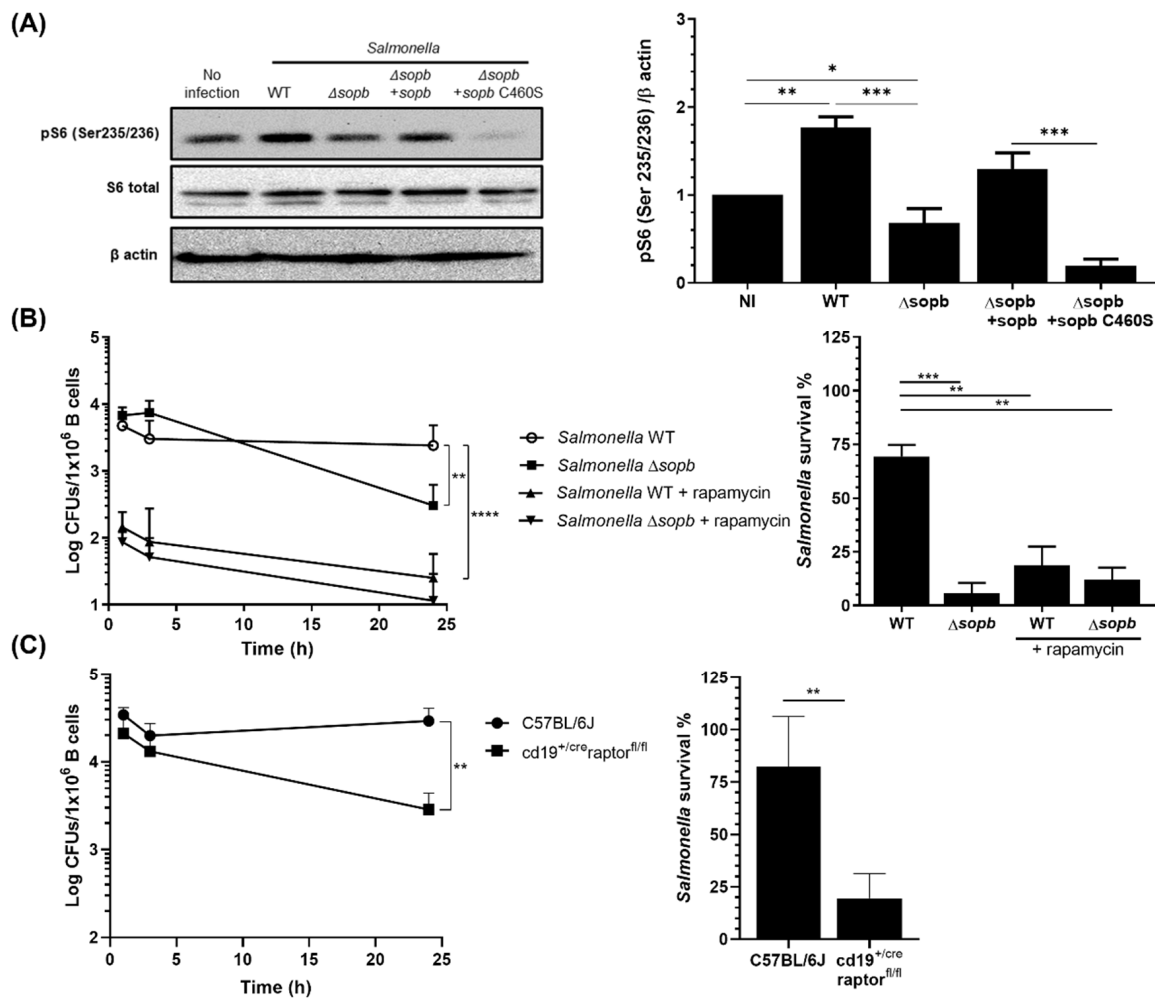 (A)
Salmonella
No infection
WT
Δsopb
Δsopb +sopb
Δsopb +sopb C460S
pS6 (Ser235/236)
S6 total
β actin
pS6 (Ser 235/236) /β actin
3
2
1
0
*
**
***
***
NI
WT
Δsopb
Δsopb +sopb
Δsopb +sopb C460S
(B)
Log CFUs/1x10⁶ B cells
5
4
3
2
1
0
5
10
15
20
25
Time (h)
**
****
Salmonella WT
Salmonella Δsopb
Salmonella WT + rapamycin
Salmonella Δsopb + rapamycin
Salmonella survival %
125
100
75
50
25
0
***
**
**
WT
Δsopb
WT
Δsopb
+ rapamycin
(C)
Log CFUs/1x10⁶ B cells
5
4
3
2
0
5
10
15
20
25
Time (h)
**
C57BL/6J
cd19⁺/ᶜʳᵉraptorᶠˡ/ᶠˡ
Salmonella survival %
125
100
75
50
25
0
**
C57BL/6J
cd19⁺/ᶜʳᵉ
raptorᶠˡ/ᶠˡ